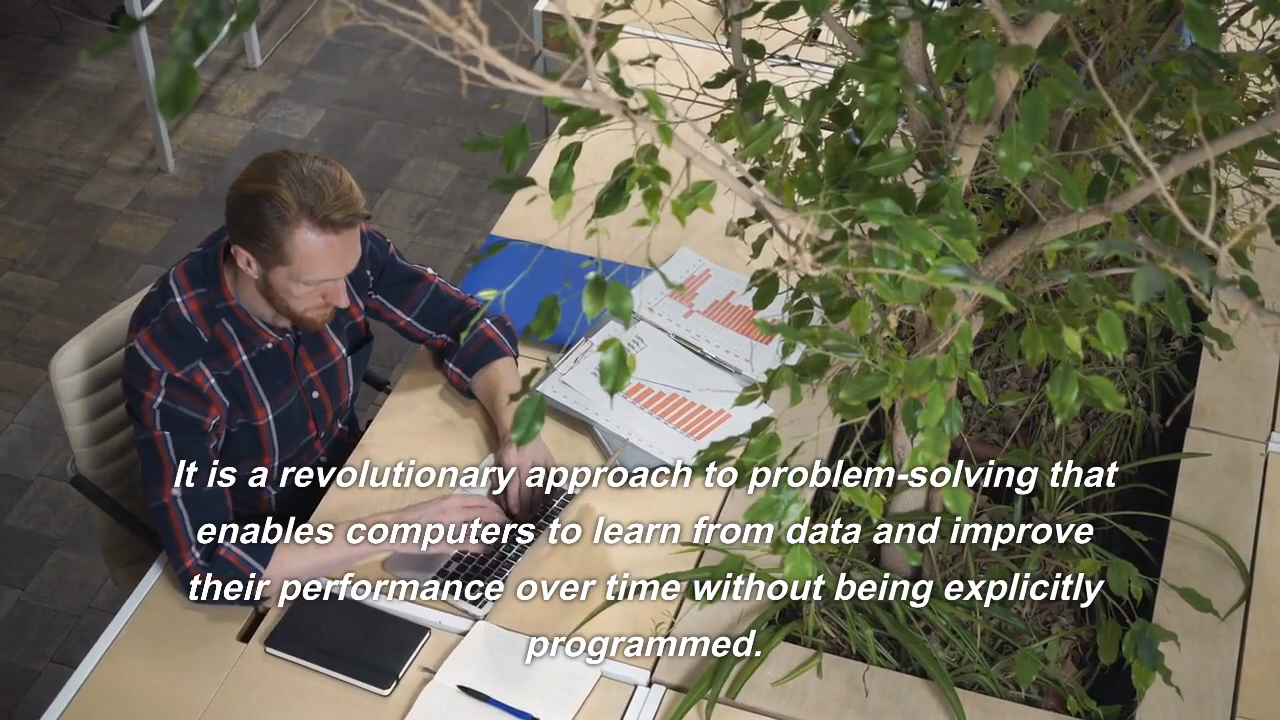 It is a revolutionary approach to problem-solving that
enables computers to learn from data and improve
their performance over time without being explicitly
programmed.